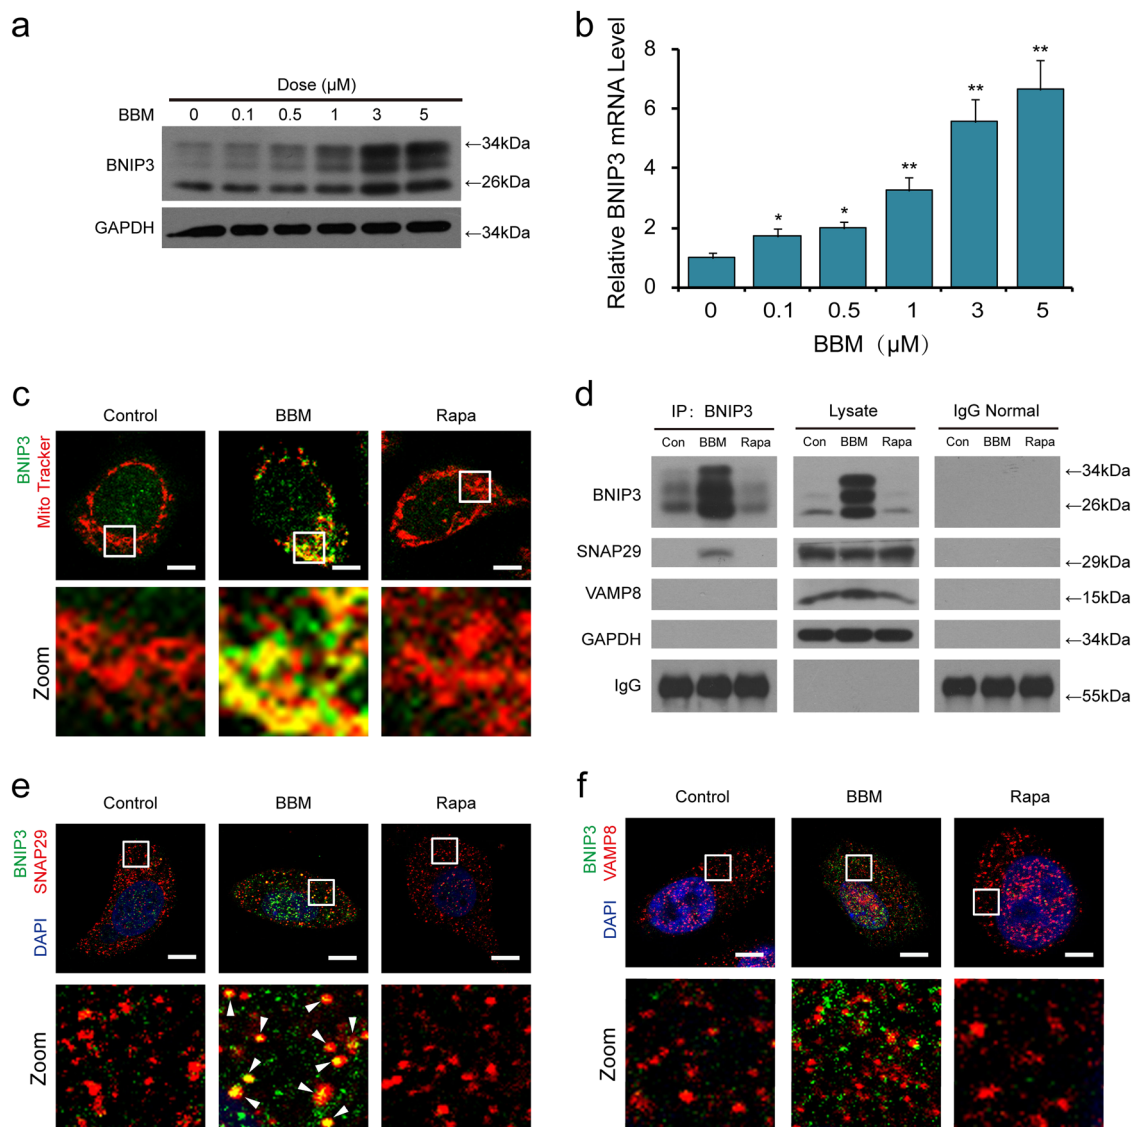 a
Dose (μM)
BBM 0 0.1 0.5 1 3 5
BNIP3
←34kDa
←26kDa
GAPDH
←34kDa
b
Relative BNIP3 mRNA Level
8
6
4
2
0
* * ** ** **
0 0.1 0.5 1 3 5
BBM (μM)
c
Control BBM Rapa
BNIP3
Mito Tracker
Zoom
d
IP: BNIP3 Lysate IgG Normal
Con BBM Rapa Con BBM Rapa Con BBM Rapa
BNIP3
←34kDa
←26kDa
SNAP29
←29kDa
VAMP8
←15kDa
GAPDH
←34kDa
IgG
←55kDa
e
Control BBM Rapa
BNIP3
DAPI SNAP29
Zoom
f
Control BBM Rapa
BNIP3
DAPI VAMP8
Zoom